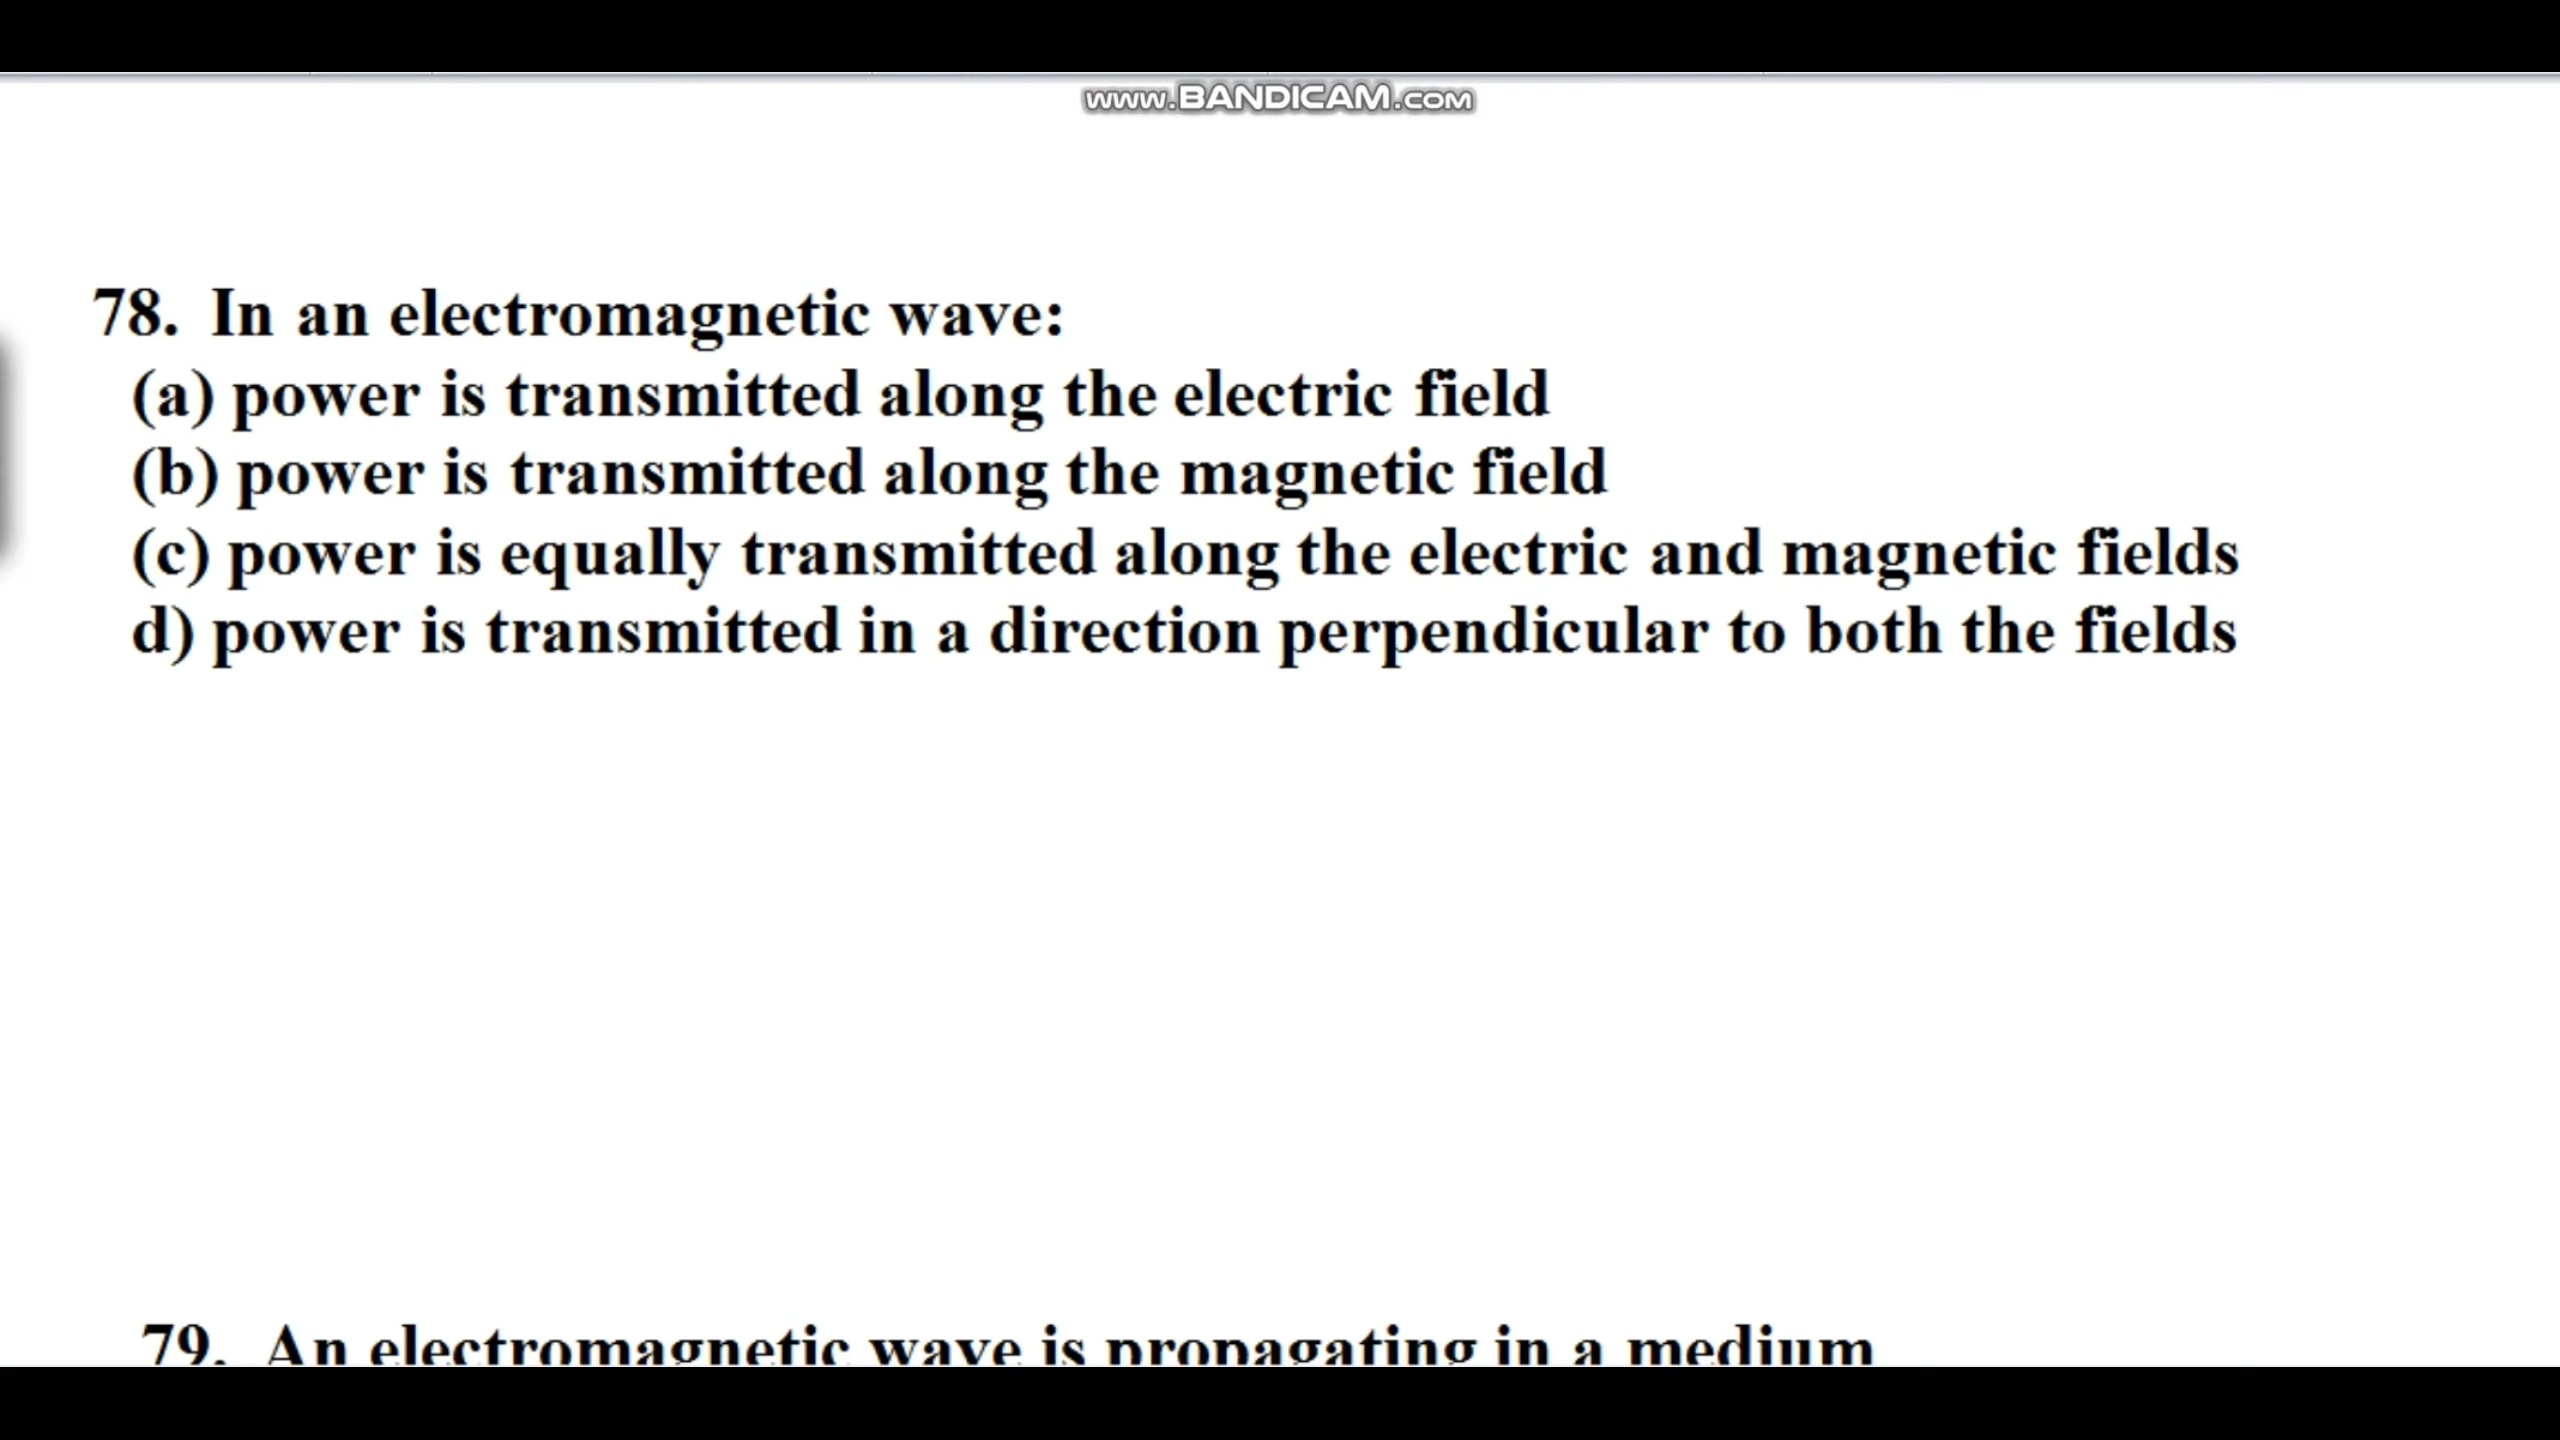 www.BANDICAM.COM
78. In an electromagnetic wave:
(a) power is transmitted along the electric field
(b) power is transmitted along the magnetic field
(c) power is equally transmitted along the electric and magnetic fields
d) power is transmitted in a direction perpendicular to both the fields
79. An electromagnetic wave is propagating in a medium